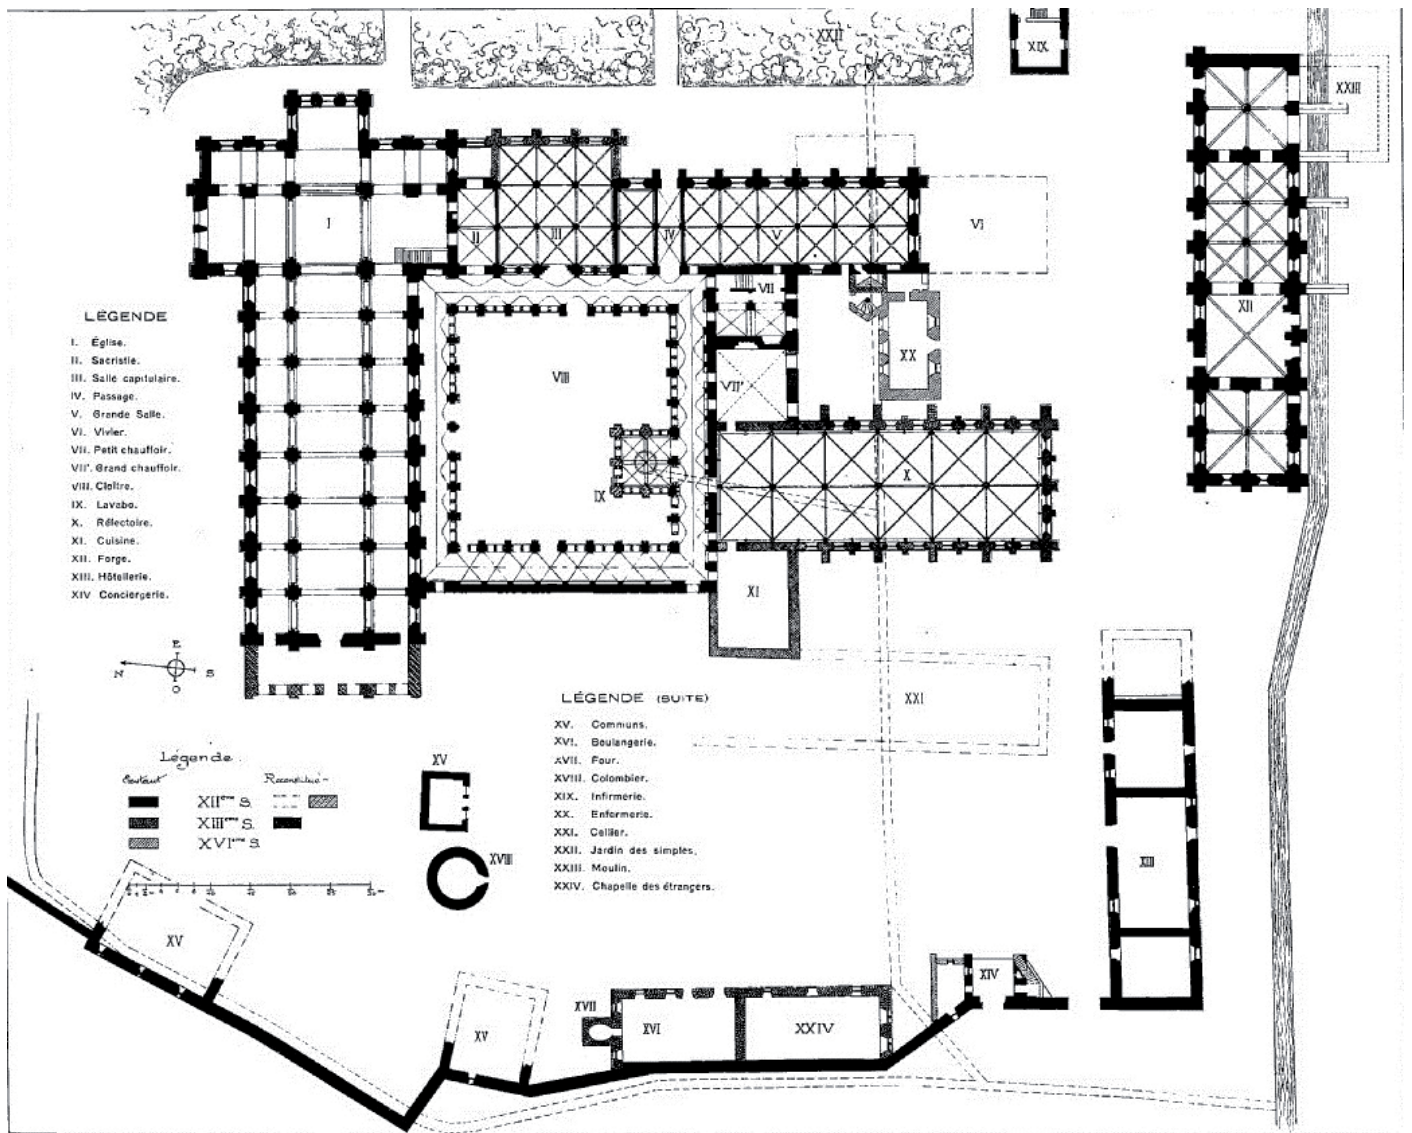 XXII
XIX
XXIII
I
II
III
IV
V
VI
VII
XII
VIII
XX
VII'
LÉGENDE
I. Église.
II. Sacristie.
III. Salle capitulaire.
IV. Passage.
V. Grande Salle.
VI. Vivier.
VII. Petit chauffoir.
VII'. Grand chauffoir.
VIII. Cloître.
IX. Lavabo.
X. Réfectoire.
XI. Cuisine.
XII. Forge.
XIII. Hôtellerie.
XIV Conciergerie.
IX
X
XI
E
N S
O
XXI
LÉGENDE (SUITE)
XV. Communs.
XVI. Boulangerie.
XVII. Four.
XVIII. Colombier.
XIX. Infirmerie.
XX. Enfermerie.
XXI. Cellier.
XXII. Jardin des simples.
XXIII. Moulin.
XXIV. Chapelle des étrangers.
Légende.
XIIème S.
XIIIème S.
XVIème S.
XV
XVIII
XIII
XV
XV
XVII
XVI
XXIV
XIV